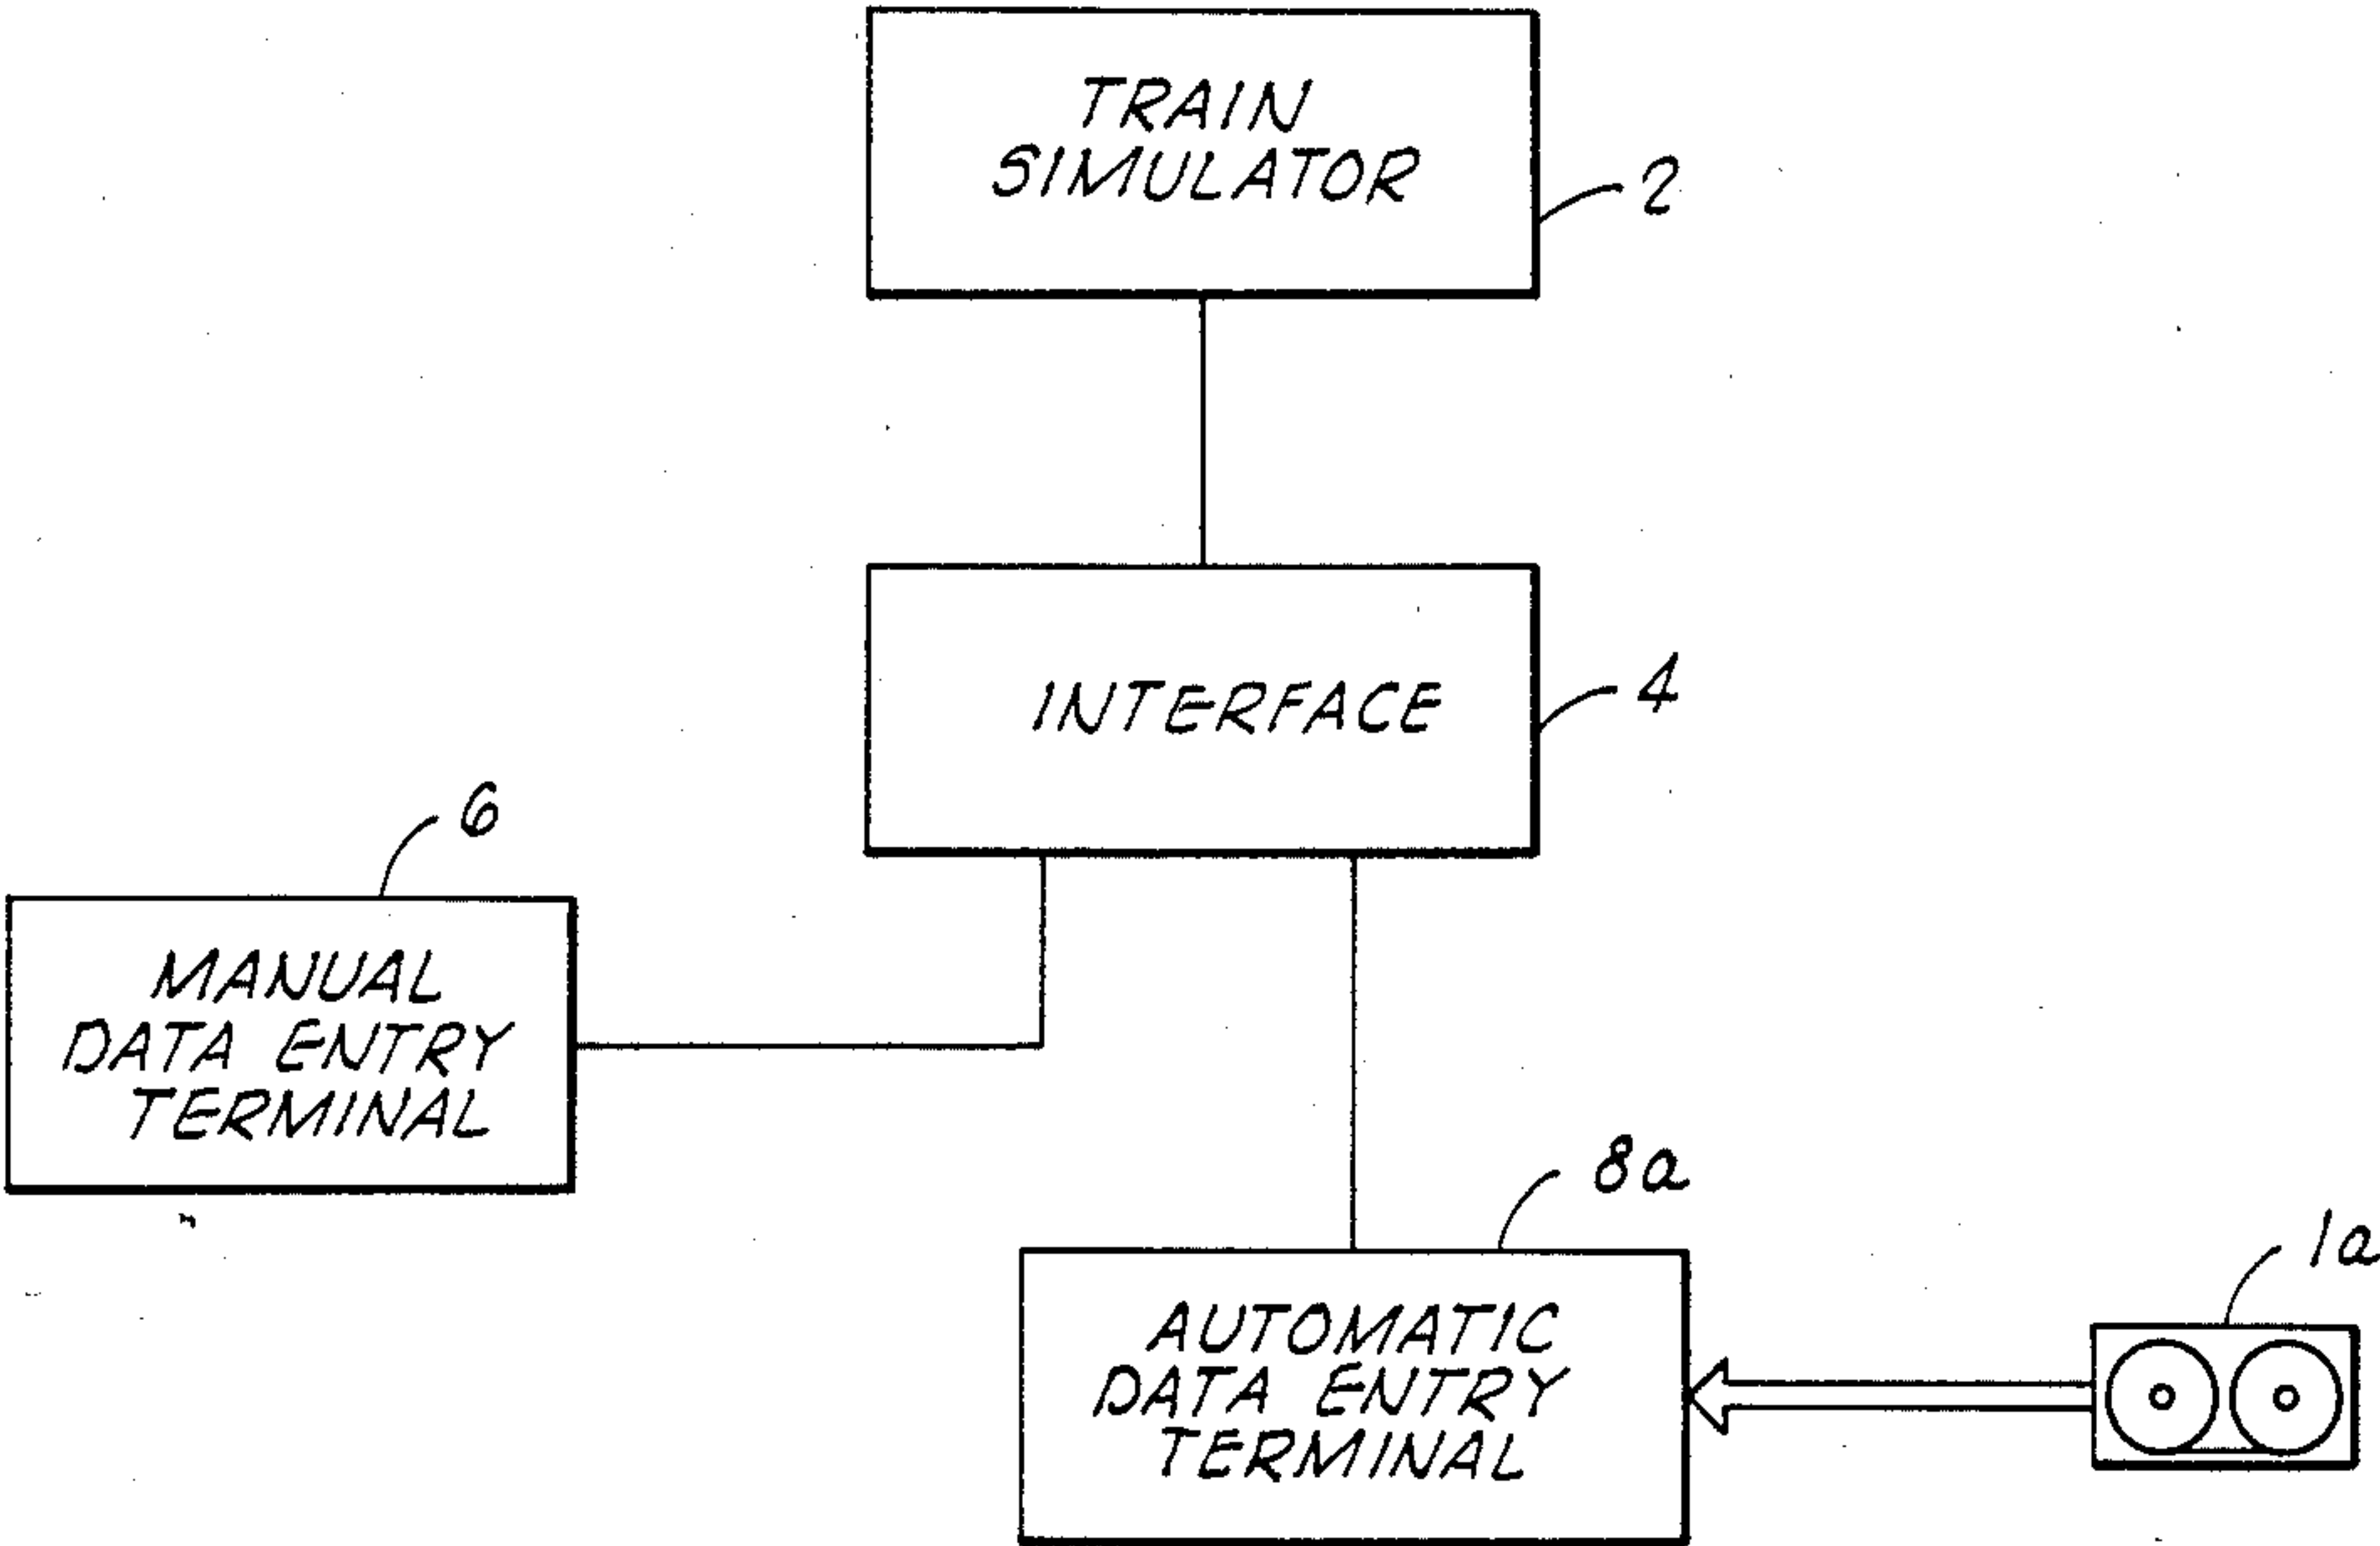 TRAIN
SIMULATOR
2
INTERFACE
4
6
MANUAL
DATA ENTRY
TERMINAL
8a
1a
AUTOMATIC
DATA ENTRY
TERMINAL